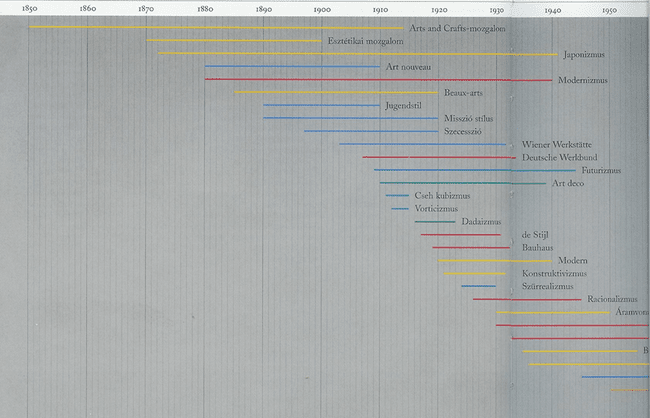 1850 1860 1870 1880 1890 1900 1910 1920 1930 1940 1950
Arts and Crafts-mozgalom
Esztétikai mozgalom
Japonizmus
Art nouveau
Modernizmus
Beaux-arts
Jugendstil
Misszió stílus
Szecesszió
Wiener Werkstätte
Deutsche Werkbund
Futurizmus
Art deco
Cseh kubizmus
Vorticizmus
Dadaizmus
de Stijl
Bauhaus
Modern
Konstruktivizmus
Szürrealizmus
Racionalizmus